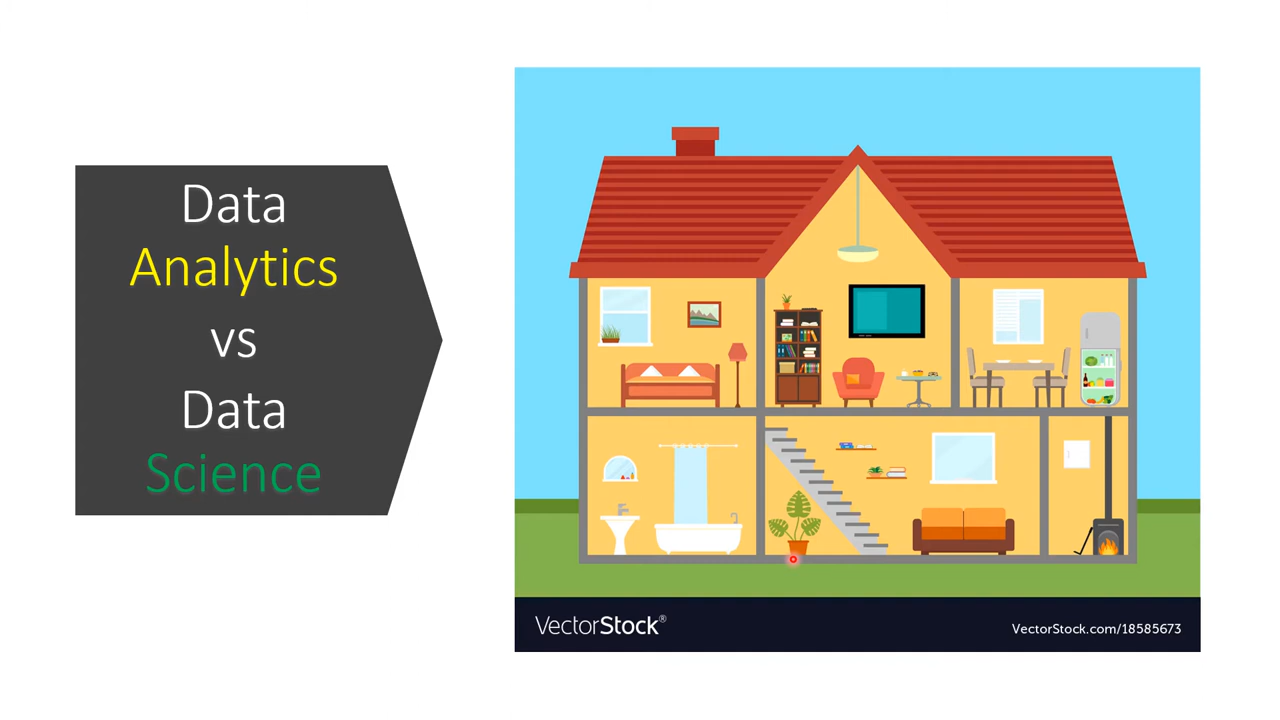 Data
Analytics
vs
Data
Science
VectorStock®
VectorStock.com/18585673